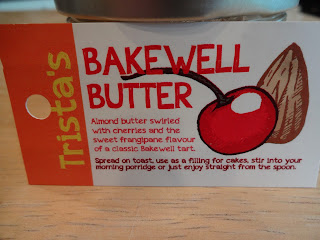 Trista's
BAKEWELL
BUTTER
Almond butter swirled
with cherries and the
sweet frangipane flavour
of a classic Bakewell tart.
Spread on toast, use as a filling for cakes, stir into your
morning porridge or just enjoy straight from the spoon.